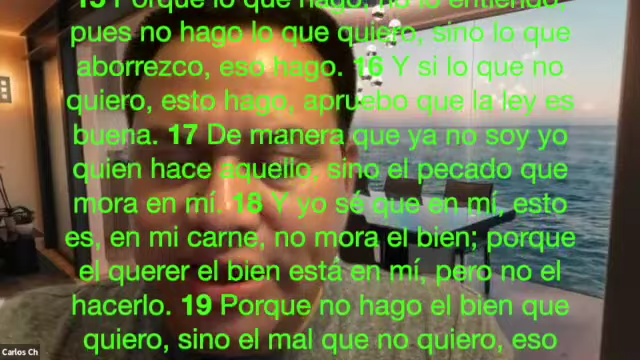 15 Porque lo que hago, no lo entiendo;
pues no hago lo que quiero, sino lo que
aborrezco, eso hago. 16 Y si lo que no
quiero, esto hago, apruebo que la ley es
buena. 17 De manera que ya no soy yo
quien hace aquello, sino el pecado que
mora en mí. 18 Y yo sé que en mí, esto
es, en mi carne, no mora el bien; porque
el querer el bien está en mí, pero no el
hacerlo. 19 Porque no hago el bien que
quiero, sino el mal que no quiero, eso
Carlos Ch